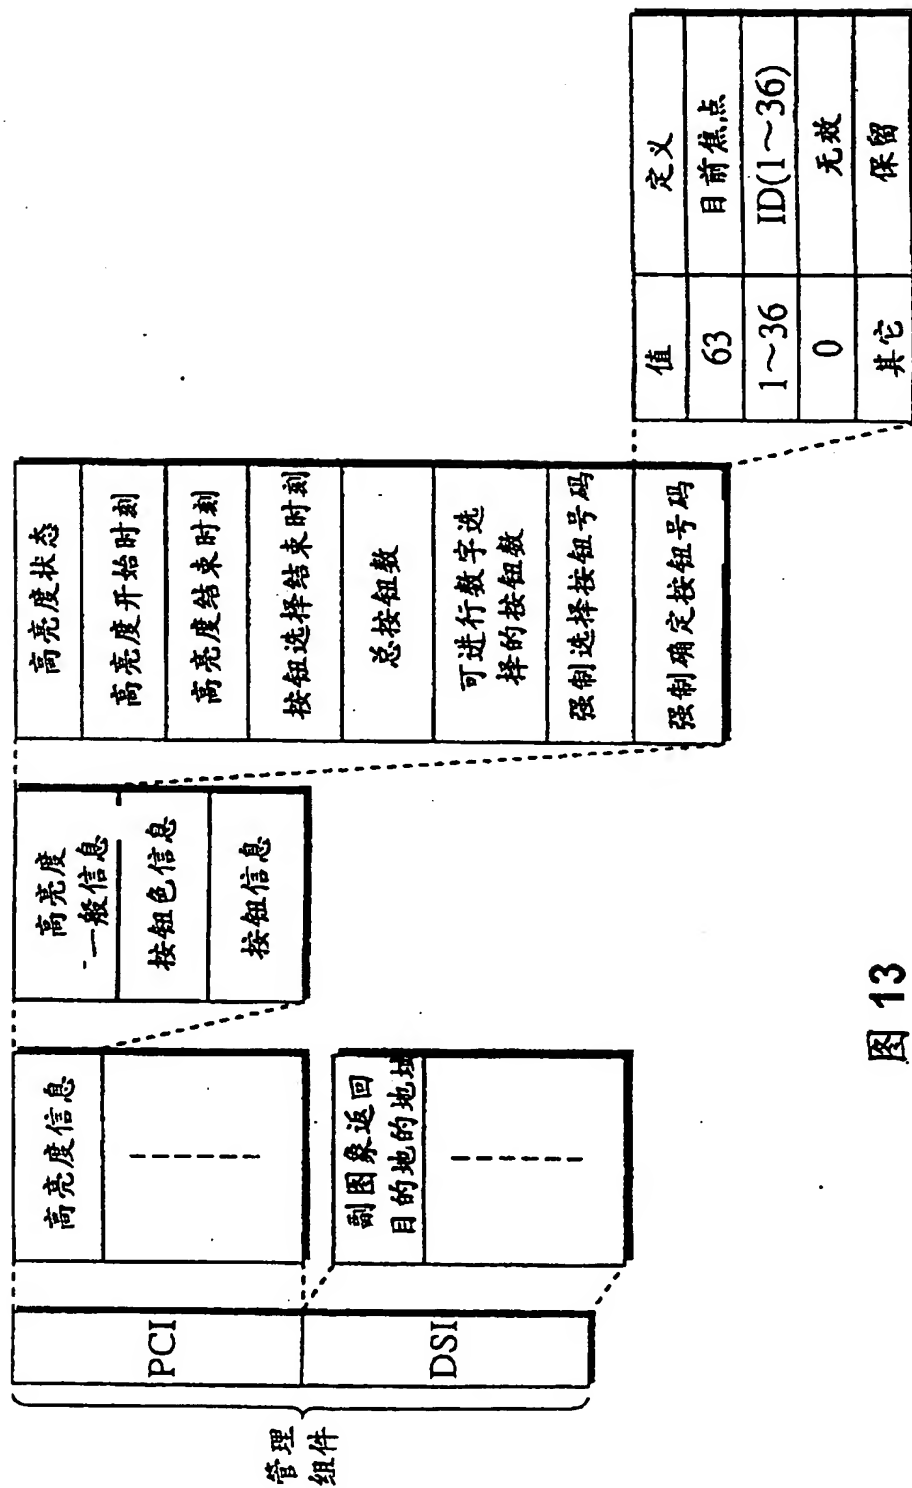 管理
组件
PCI
DSI
高亮度信息
副图象返回
目的地的地址
高亮度
一般信息
按钮色信息
按钮信息
高亮度状态
高亮度开始时刻
高亮度结束时刻
按钮选择结束时刻
总按钮数
可进行数字选
择的按钮数
强制选择按钮号码
强制确定按钮号码
值 定义
63 目前焦点
1～36 ID(1～36)
0 无效
其它 保留
图 13